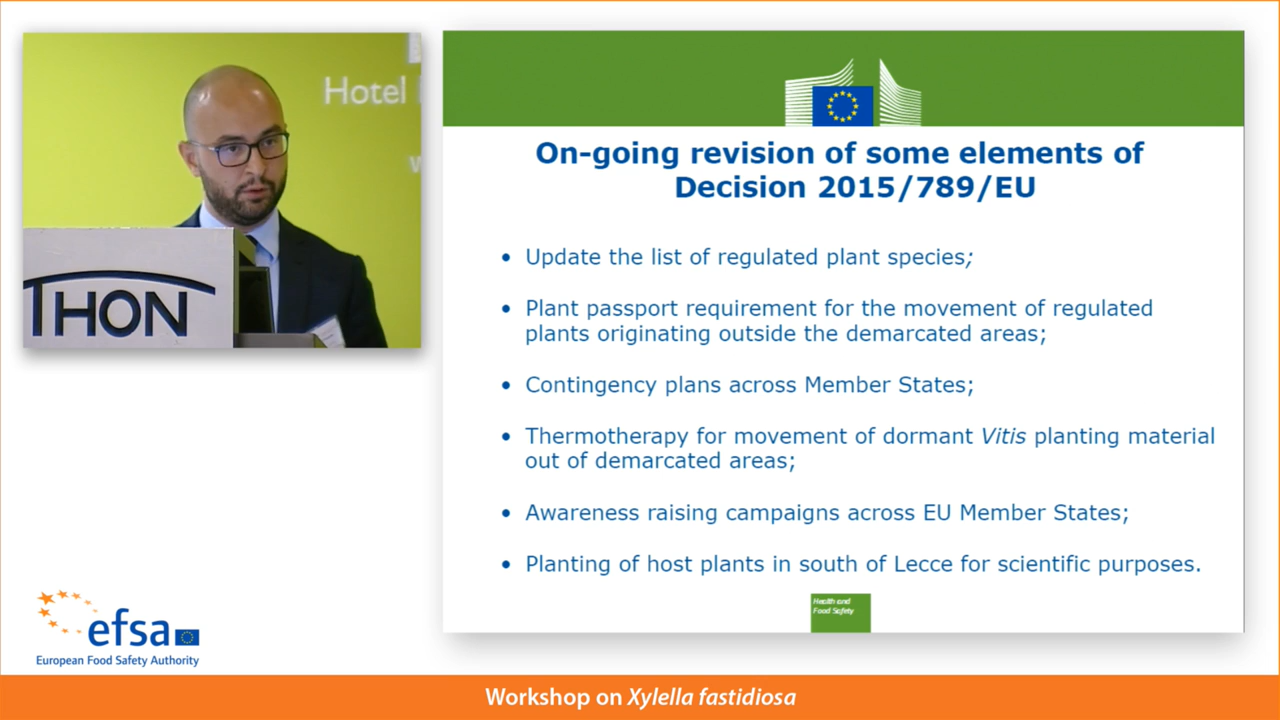 Hotel
THON
On-going revision of some elements of
Decision 2015/789/EU
• Update the list of regulated plant species;
• Plant passport requirement for the movement of regulated
plants originating outside the demarcated areas;
• Contingency plans across Member States;
• Thermotherapy for movement of dormant Vitis planting material
out of demarcated areas;
• Awareness raising campaigns across EU Member States;
• Planting of host plants in south of Lecce for scientific purposes.
Health and
Food Safety
efsa
European Food Safety Authority
Workshop on Xylella fastidiosa